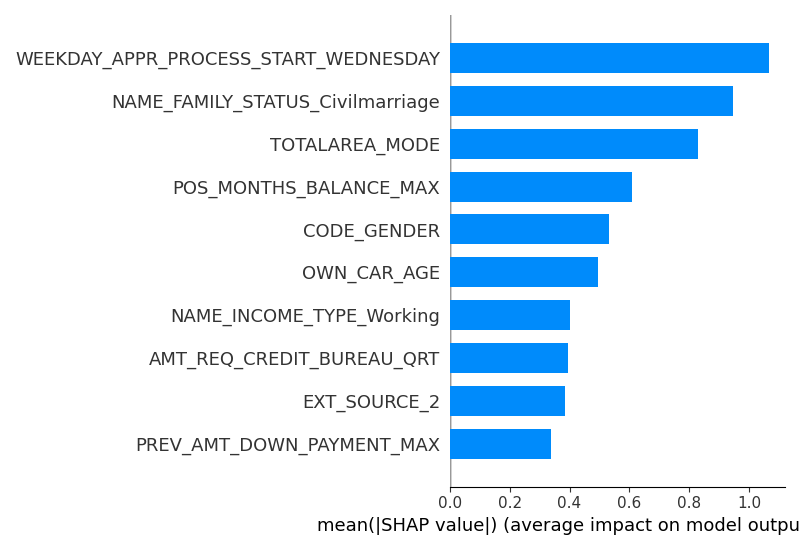 WEEKDAY_APPR_PROCESS_START_WEDNESDAY
NAME_FAMILY_STATUS_Civilmarriage
TOTALAREA_MODE
POS_MONTHS_BALANCE_MAX
CODE_GENDER
OWN_CAR_AGE
NAME_INCOME_TYPE_Working
AMT_REQ_CREDIT_BUREAU_QRT
EXT_SOURCE_2
PREV_AMT_DOWN_PAYMENT_MAX
0.0 0.2 0.4 0.6 0.8 1.0
mean(|SHAP value|) (average impact on model outpu